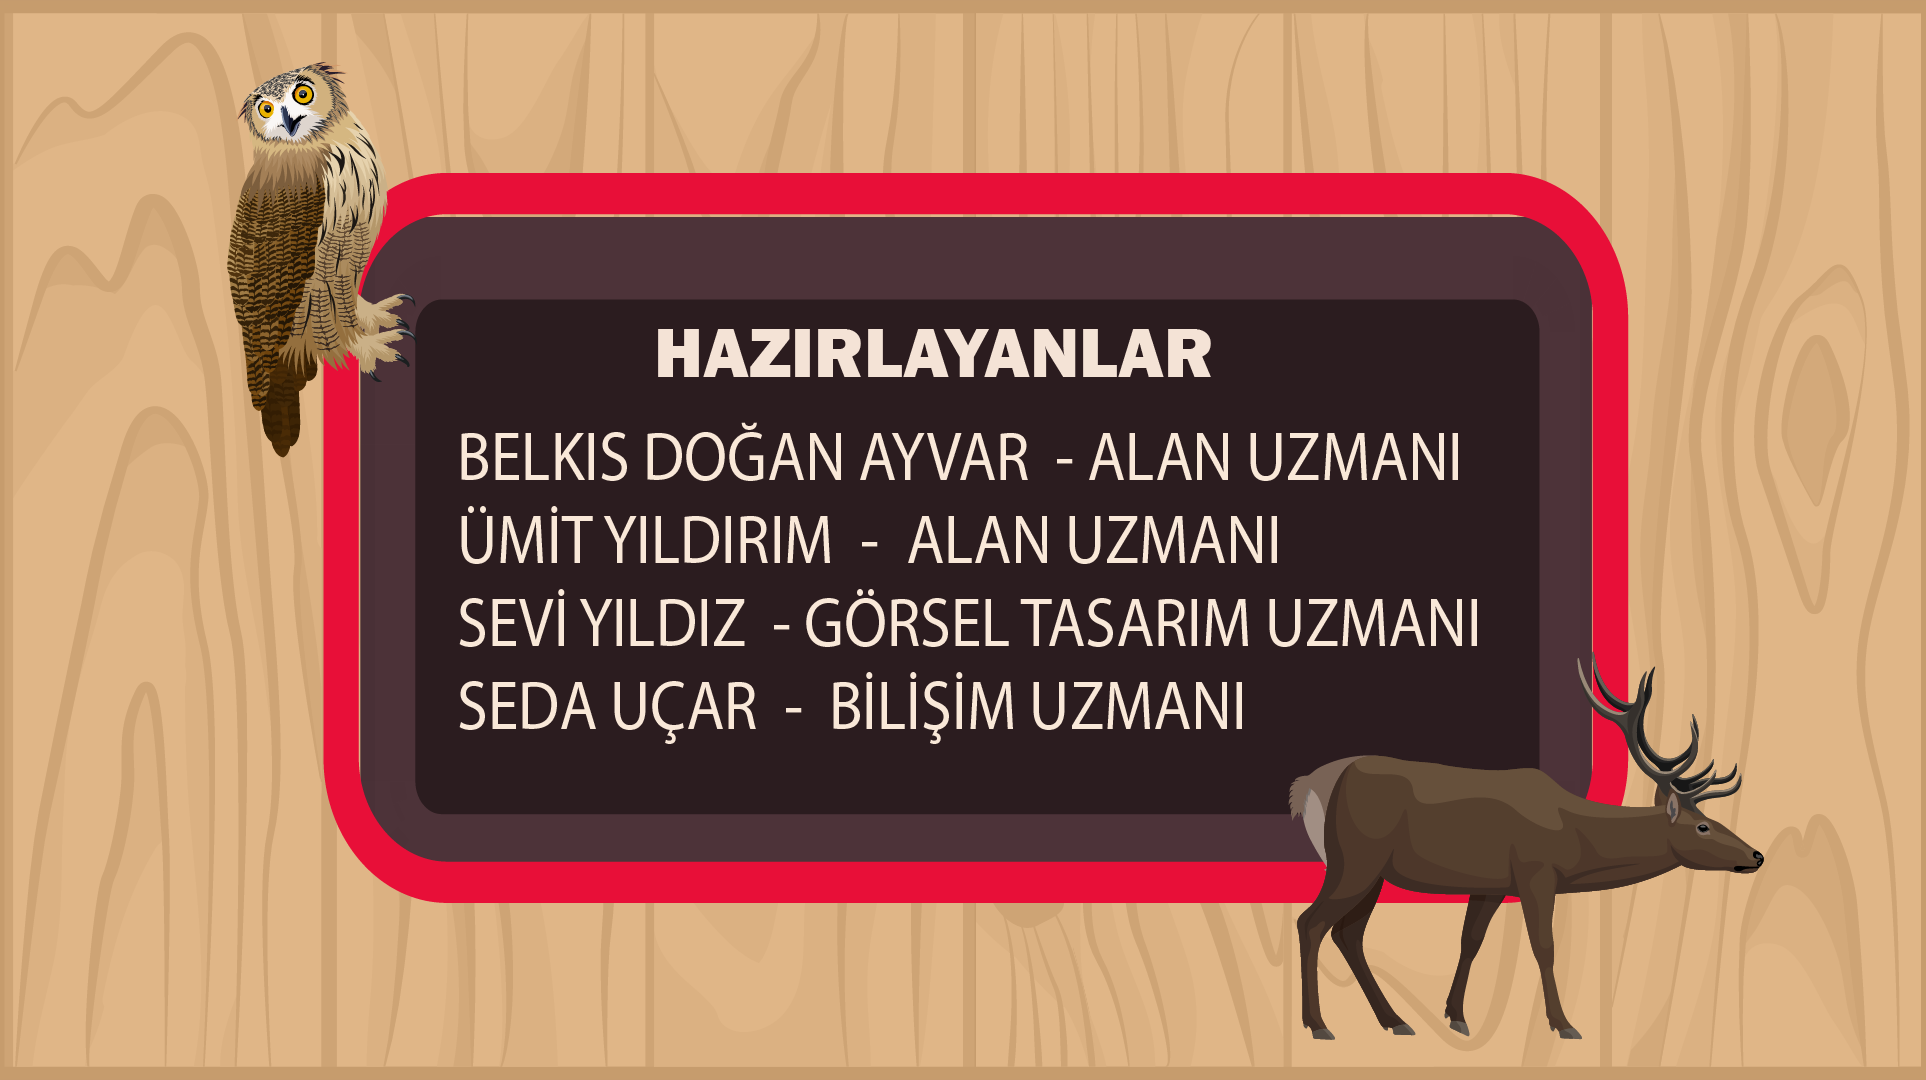 HAZIRLAYANLAR
BELKIS DOĞAN AYVAR - ALAN UZMANI
ÜMİT YILDIRIM - ALAN UZMANI
SEVİ YILDIZ - GÖRSEL TASARIM UZMANI
SEDA UÇAR - BİLİŞİM UZMANI